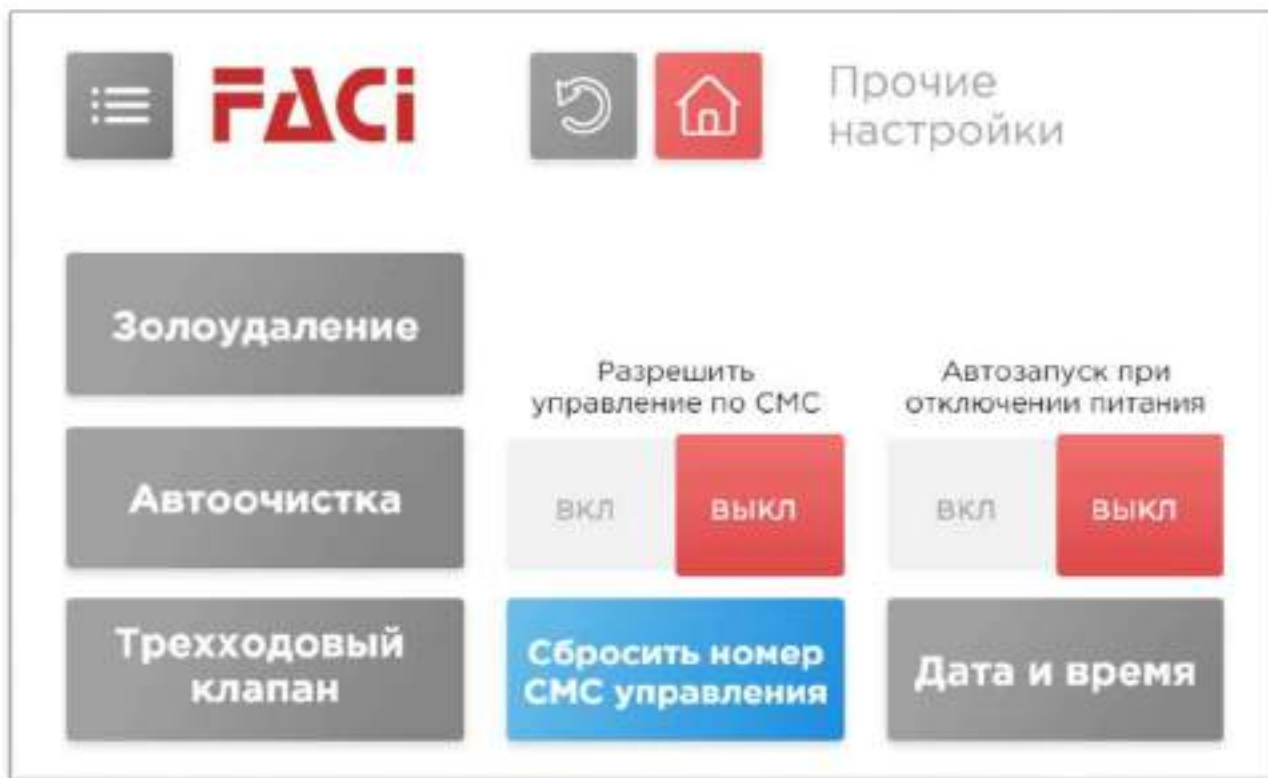 FACi
Прочие
настройки
Золоудаление
Разрешить
управление по СМС
Автозапуск при
отключении питания
Автоочистка
ВКЛ
ВЫКЛ
ВКЛ
ВЫКЛ
Трехходовый
клапан
Сбросить номер
СМС управления
Дата и время